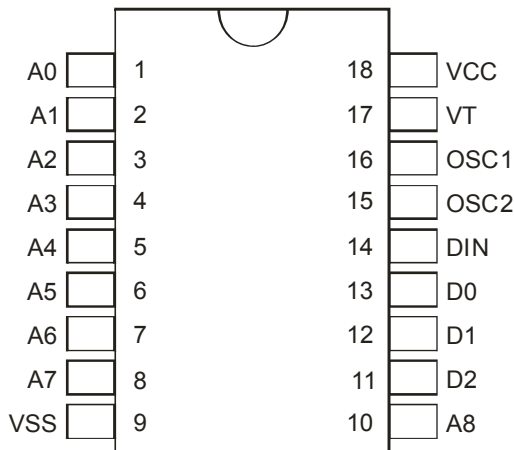 A0 1 18 VCC
A1 2 17 VT
A2 3 16 OSC1
A3 4 15 OSC2
A4 5 14 DIN
A5 6 13 D0
A6 7 12 D1
A7 8 11 D2
VSS 9 10 A8